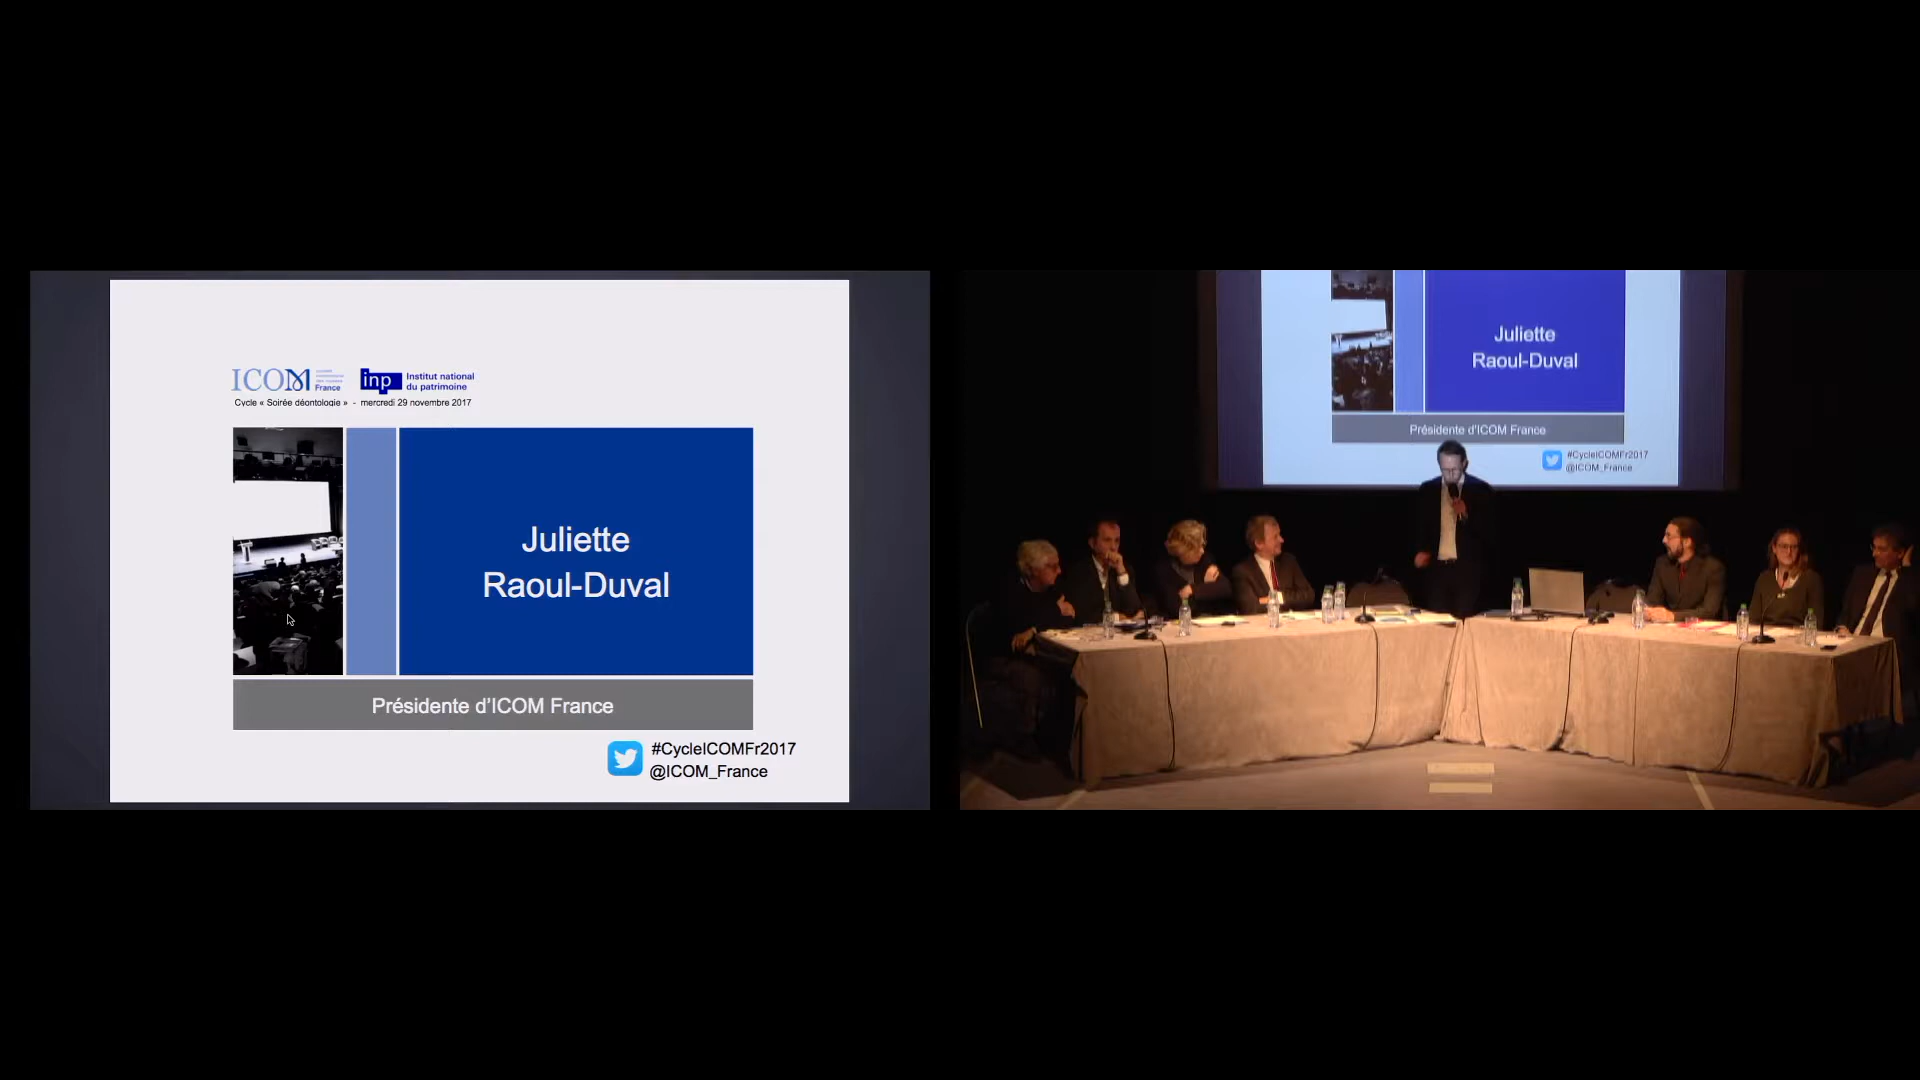 ICOM France
inp Institut national
du patrimoine
Cycle « Soirée déontologie » - mercredi 29 novembre 2017
Juliette
Raoul-Duval
Présidente d'ICOM France
#CycleICOMFr2017
@ICOM_France
Juliette
Raoul-Duval
Présidente d'ICOM France
#CycleICOMFr2017
@ICOM_France